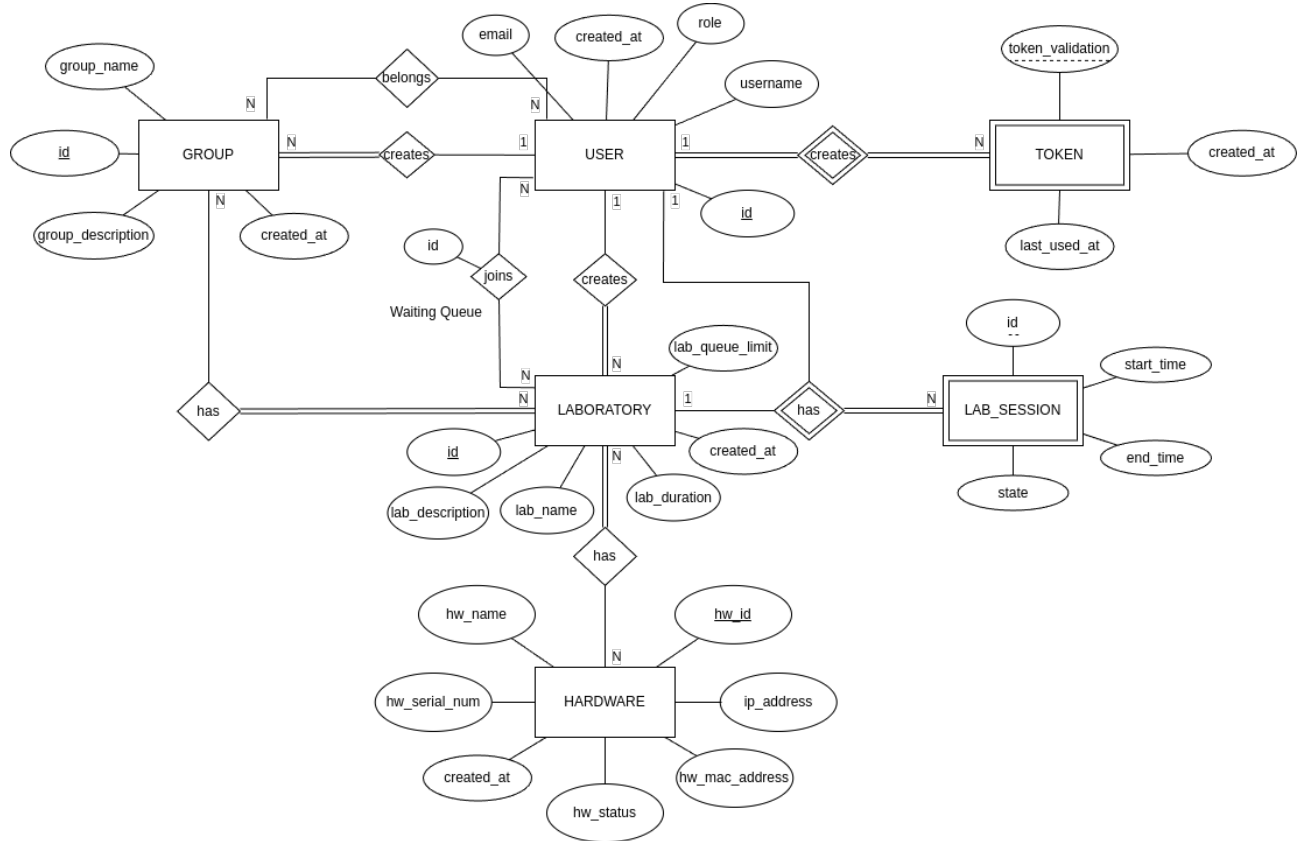 role
email
created_at
token_validation
group_name
belongs
username
N
N
N
1
1
N
GROUP
creates
USER
creates
TOKEN
created_at
id
N
N
1
1
id
group_description
created_at
id
last_used_at
joins
creates
Waiting Queue
id
lab_queue_limit
start_time
N
N
has
N
LABORATORY
1
has
N
LAB_SESSION
id
N
created_at
end_time
lab_description
lab_name
lab_duration
state
has
hw_name
hw_id
N
hw_serial_num
HARDWARE
ip_address
created_at
hw_mac_address
hw_status